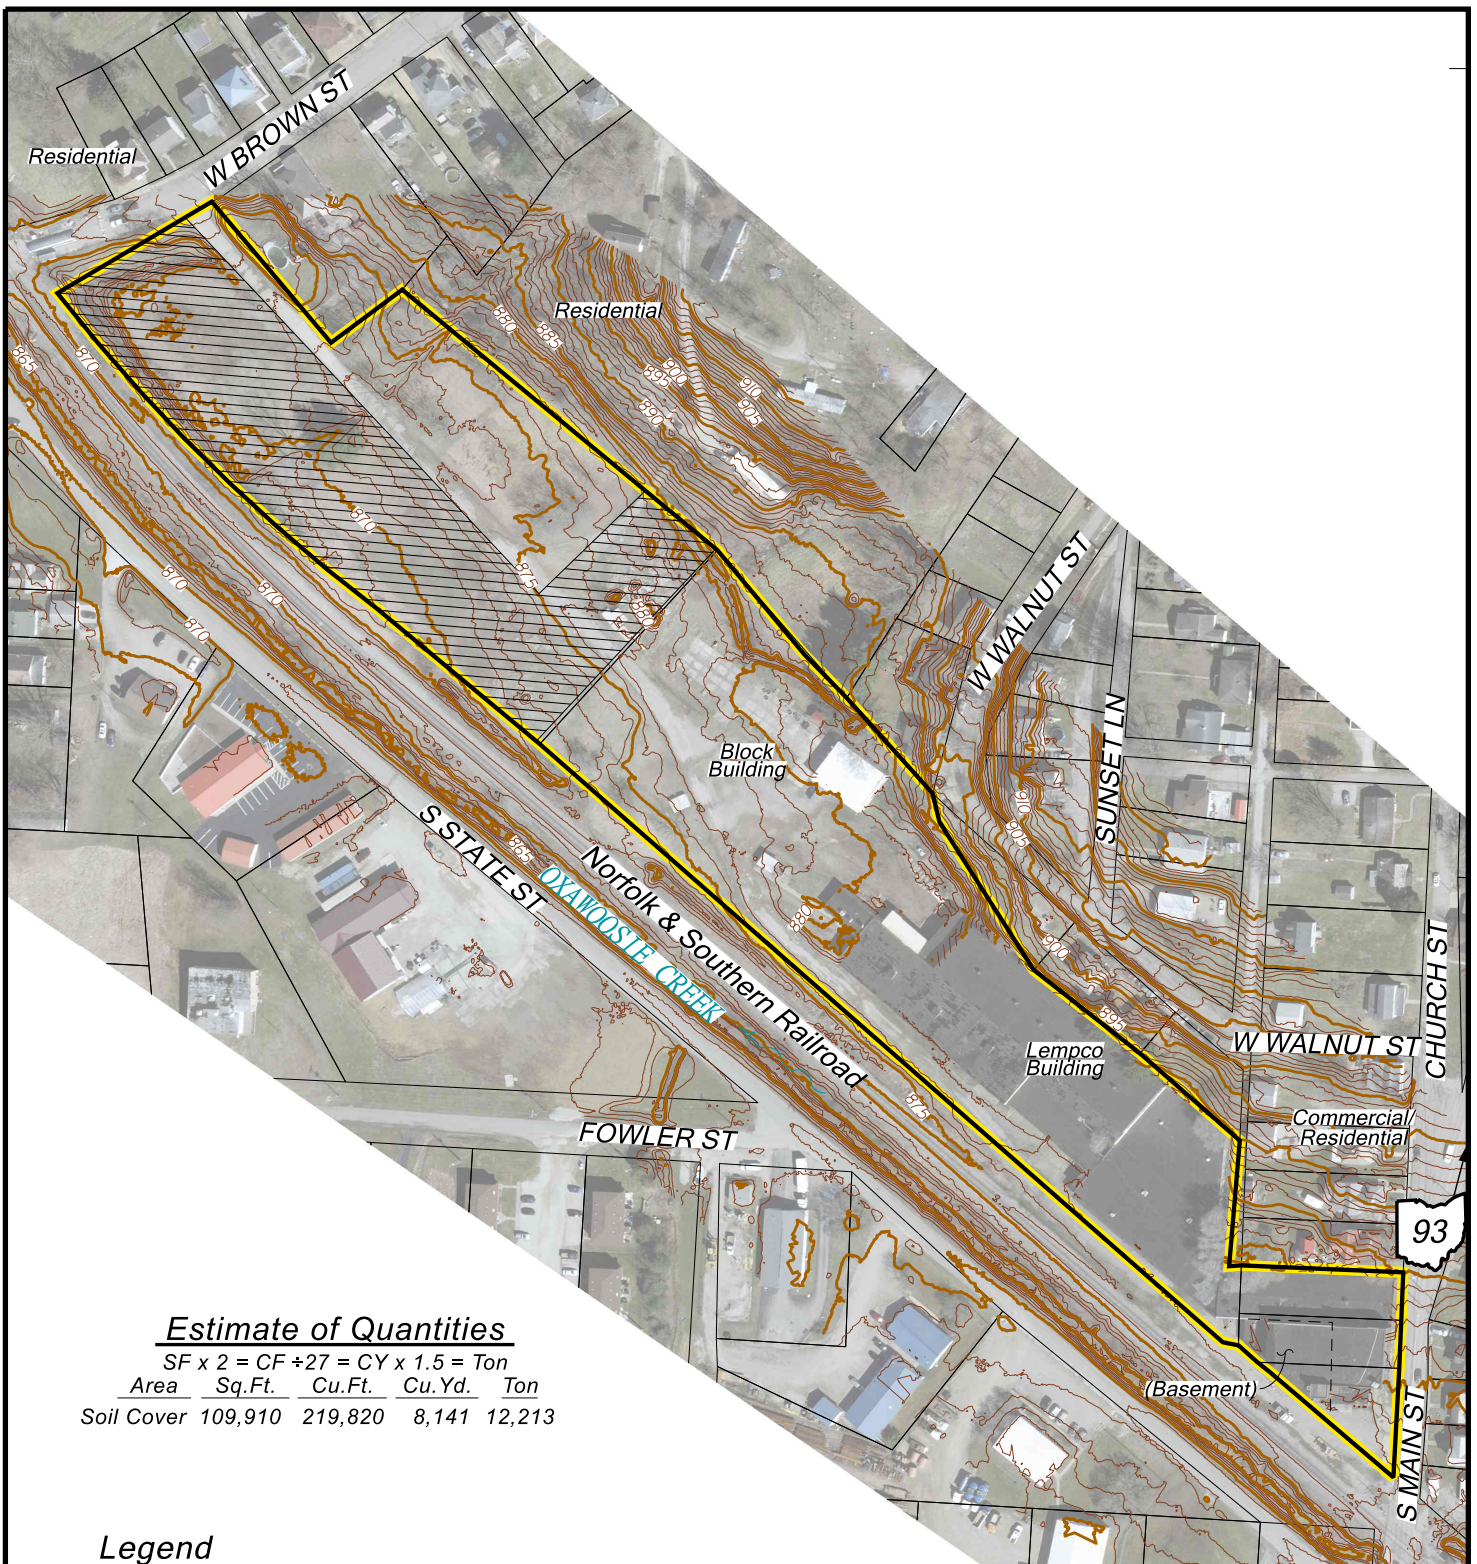 W BROWN ST
Residential
Residential
880
885
895
900
910
905
890
865
870
870
875
880
870
870
870
W WALNUT ST
SUNSET LN
Block
Building
910
905
S STATE ST
865
OXAWOOSIE CREEK
Norfolk & Southern Railroad
880
900
895
CHURCH ST
W WALNUT ST
Lempco
Building
875
Commercial/
Residential
FOWLER ST
93
(Basement)
S MAIN ST
Estimate of Quantities
SF x 2 = CF ÷27 = CY x 1.5 = Ton
Area Sq.Ft. Cu.Ft. Cu.Yd. Ton
Soil Cover 109,910 219,820 8,141 12,213
Legend